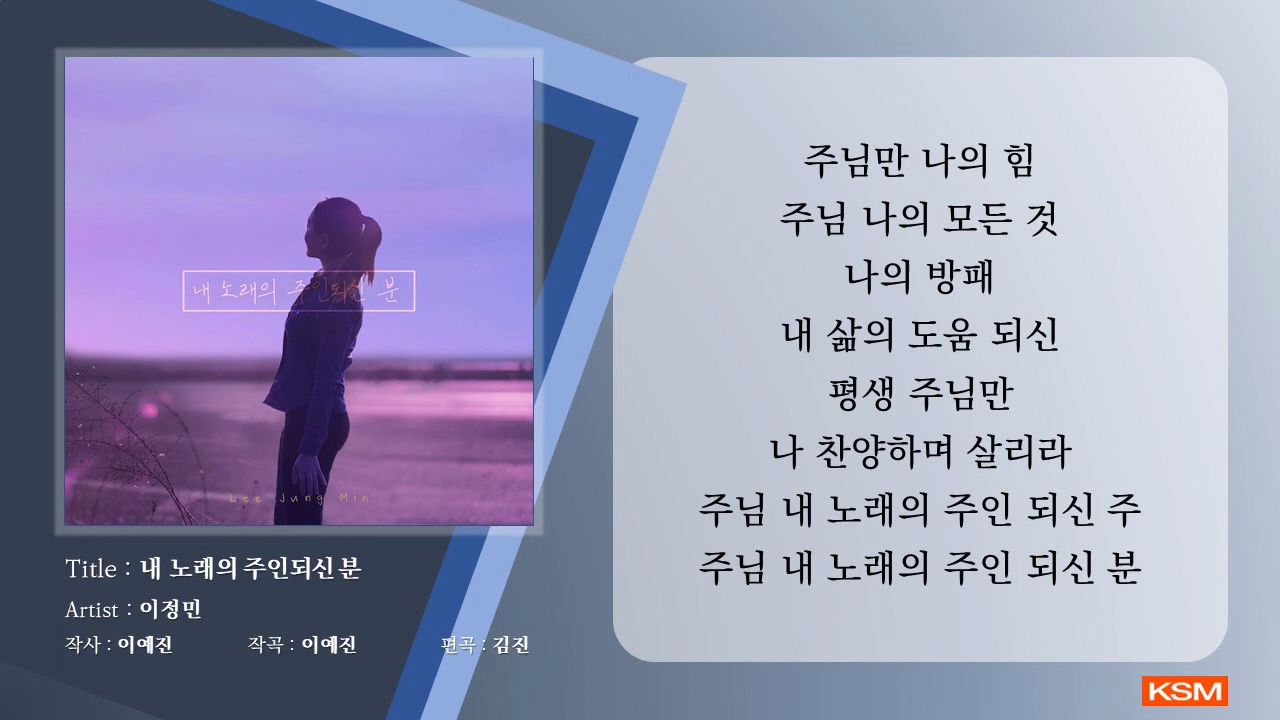 내 노래의 주인되신 분
Lee Jung Min
Title : 내 노래의 주인되신 분
Artist : 이정민
작사 : 이예진 작곡 : 이예진 편곡 : 김진
주님만 나의 힘
주님 나의 모든 것
나의 방패
내 삶의 도움 되신
평생 주님만
나 찬양하며 살리라
주님 내 노래의 주인 되신 주
주님 내 노래의 주인 되신 분
KSM